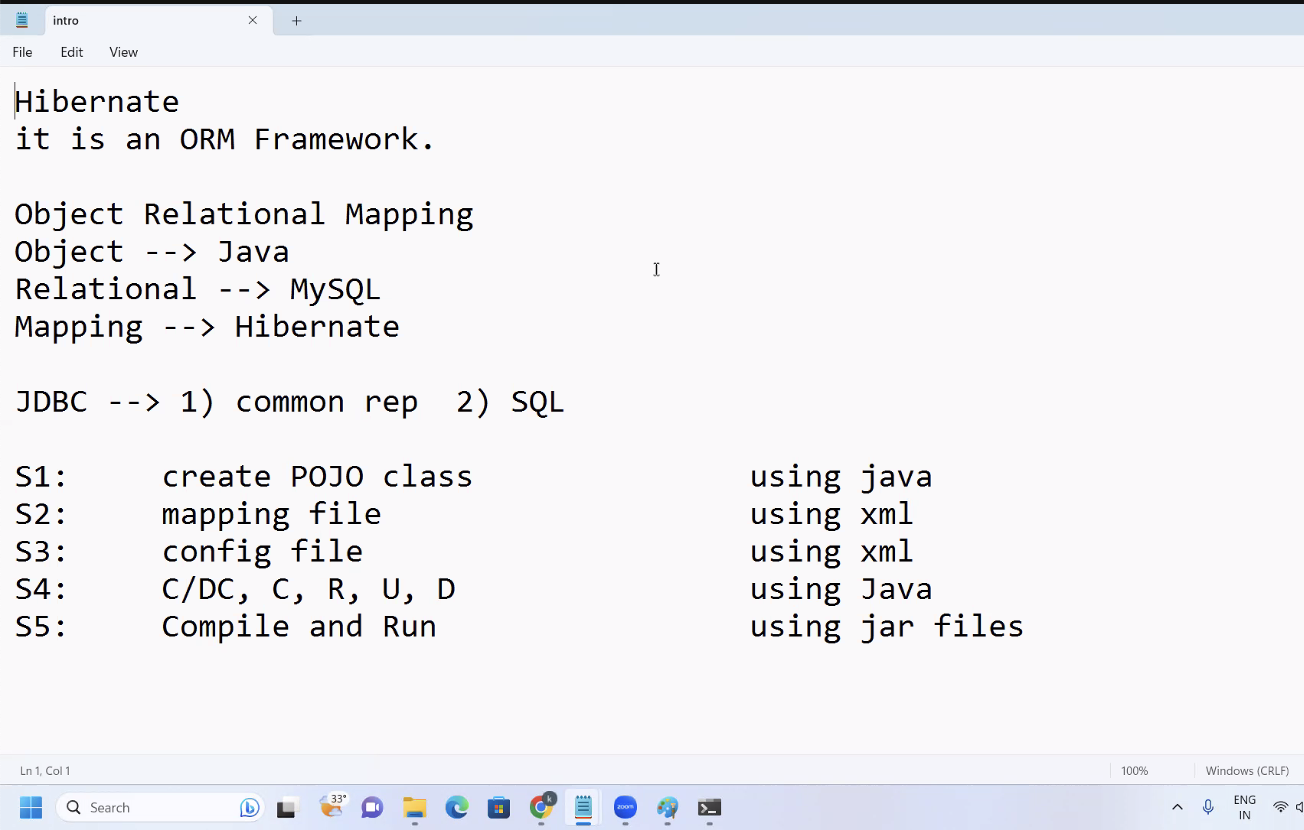 intro
File Edit View
Hibernate
it is an ORM Framework.
Object Relational Mapping
Object --> Java
Relational --> MySQL
Mapping --> Hibernate
JDBC --> 1) common rep 2) SQL
S1: create POJO class using java
S2: mapping file using xml
S3: config file using xml
S4: C/DC, C, R, U, D using Java
S5: Compile and Run using jar files
Ln 1, Col 1 100% Windows (CRLF)
Search 33° k zoom ENG
IN